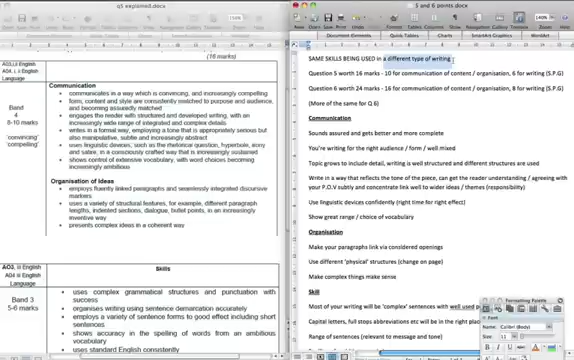 q5 explained.docx
(16 marks)
AO3,i,ii English
AO4, i, ii English
Language
Band
4
8-10 marks
'convincing'
'compelling'
Communication
• communicates in a way which is convincing, and increasingly compelling
• form, content and style are consistently matched to purpose and audience, and becoming assuredly matched
• engages the reader with structured and developed writing, with an increasingly wide range of integrated and complex details
• writes in a formal way, employing a tone that is appropriately serious but also manipulative, subtle and increasingly abstract
• uses linguistic devices, such as the rhetorical question, hyperbole, irony and satire, in a consciously crafted way that is increasingly sustained
• shows control of extensive vocabulary, with word choices becoming increasingly ambitious
Organisation of Ideas
• employs fluently linked paragraphs and seamlessly integrated discursive markers
• uses a variety of structural features, for example, different paragraph lengths, indented sections, dialogue, bullet points, in an increasingly inventive way
• presents complex ideas in a coherent way
AO3, iii English
AO4 iii English
Language
Skills
Band 3
5-6 marks
• uses complex grammatical structures and punctuation with success
• organises writing using sentence demarcation accurately
• employs a variety of sentence forms to good effect including short sentences
• shows accuracy in the spelling of words from an ambitious vocabulary
• uses standard English consistently
5 and 6 points.docx
Document Elements
Quick Tables
Charts
SmartArt Graphics
WordArt
SAME SKILLS BEING USED in a different type of writing
Question 5 worth 16 marks - 10 for communication of content / organisation, 6 for writing (S.P.G)
Question 6 worth 24 marks - 16 for communication of content / organisation, 8 for writing (S.P.G)
(More of the same for Q 6)
Communication
Sounds assured and gets better and more complete
You're writing for the right audience / form / well mixed
Topic grows to include detail, writing is well structured and different structures are used
Write in a way that reflects the tone of the piece, can get the reader understanding / agreeing with your P.O.V subtly and concentrate link well to wider ideas / themes (responsibility)
Use linguistic devices confidently (right time for right effect)
Show great range / choice of vocabulary
Organisation
Make your paragraphs link via considered openings
Use different 'physical' structures (change on page)
Make complex things make sense
Skill
Most of your writing will be 'complex' sentences with well used
Capital letters, full stops abbreviations etc will be in the right
Range of sentences (relevant to message and tone)
Formatting Palette
Font
Name: Calibri (Body)
Size: 11